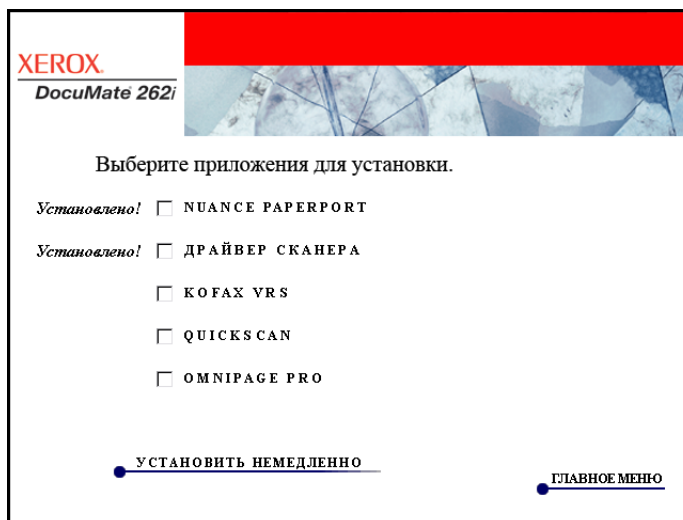 XEROX.
DocuMate 262i
Выберите приложения для установки.
Установлено! NUANCE PAPERPORT
Установлено! ДРАЙВЕР СКАНЕРА
KOFAX VRS
QUICKSCAN
OMNIPAGE PRO
УСТАНОВИТЬ НЕМЕДЛЕННО
ГЛАВНОЕ МЕНЮ